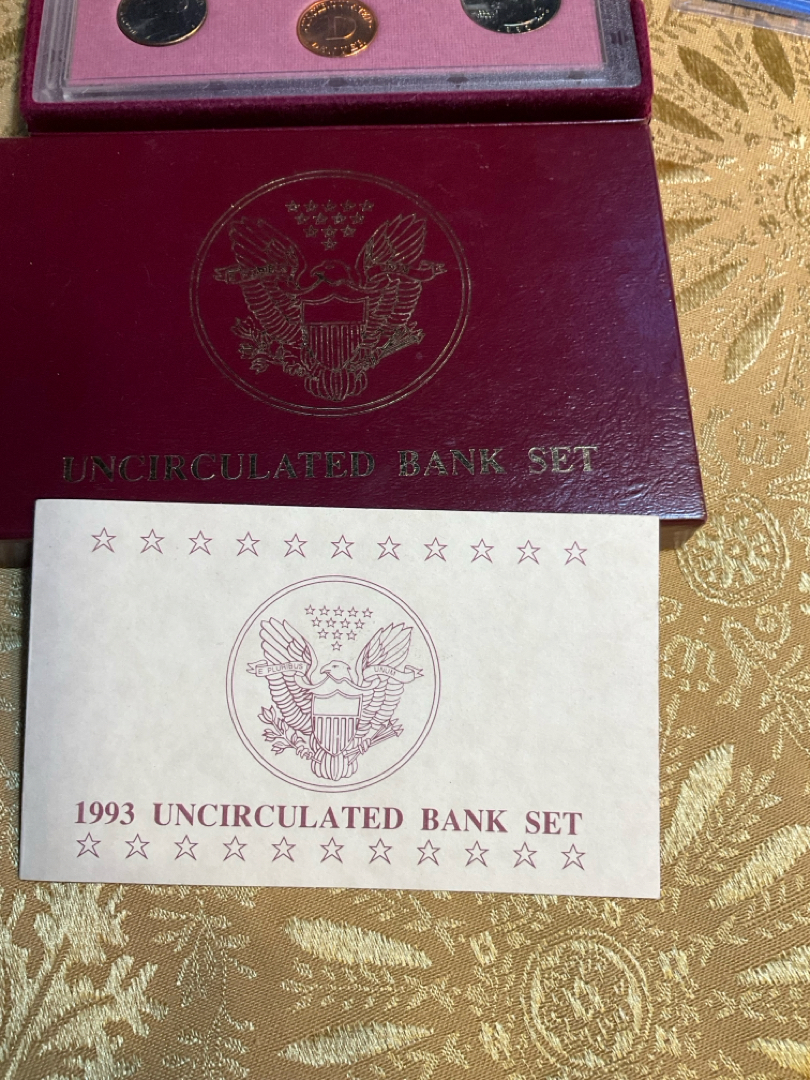 D
UNCIRCULATED BANK SET
E PLURIBUS UNUM
1993 UNCIRCULATED BANK SET